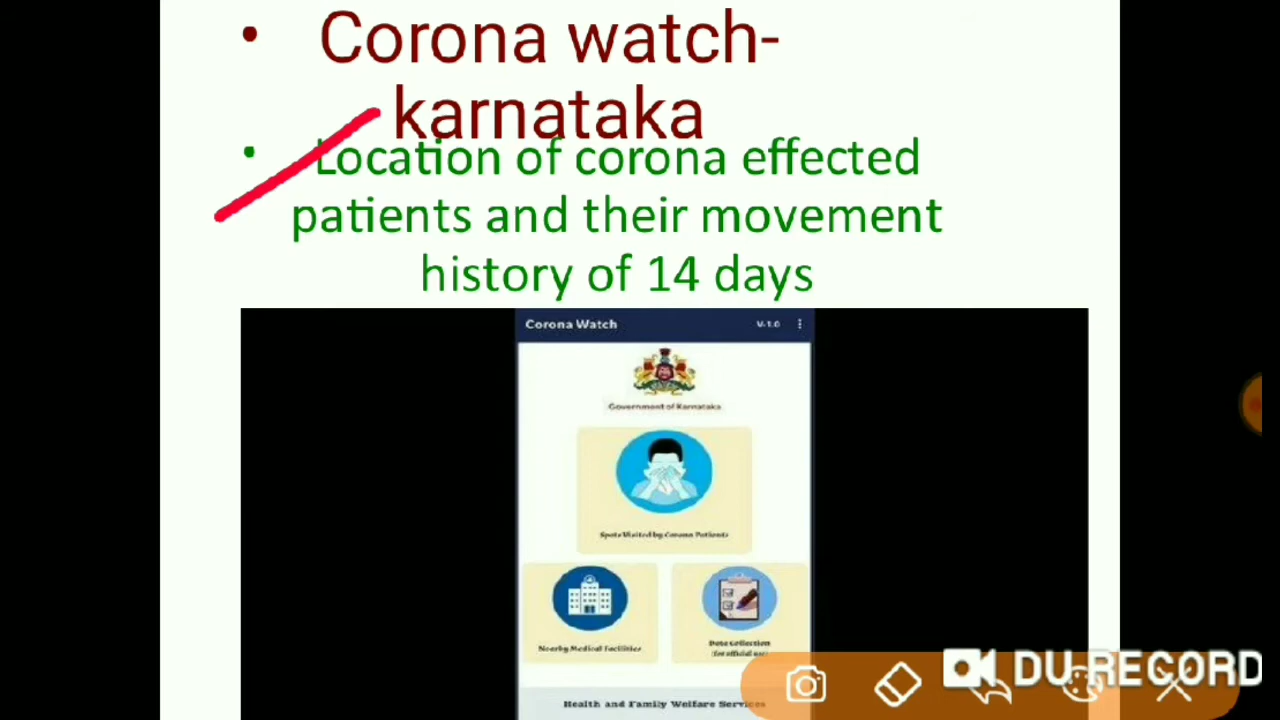 • Corona watch-
karnataka
• Location of corona effected
patients and their movement
history of 14 days
Corona Watch V-1.0
Government of Karnataka
Spots Visited by Corona Patients
Nearby Medical Facilities
Data Collection
(for official use)
Health and Family Welfare Services
DU RECORD